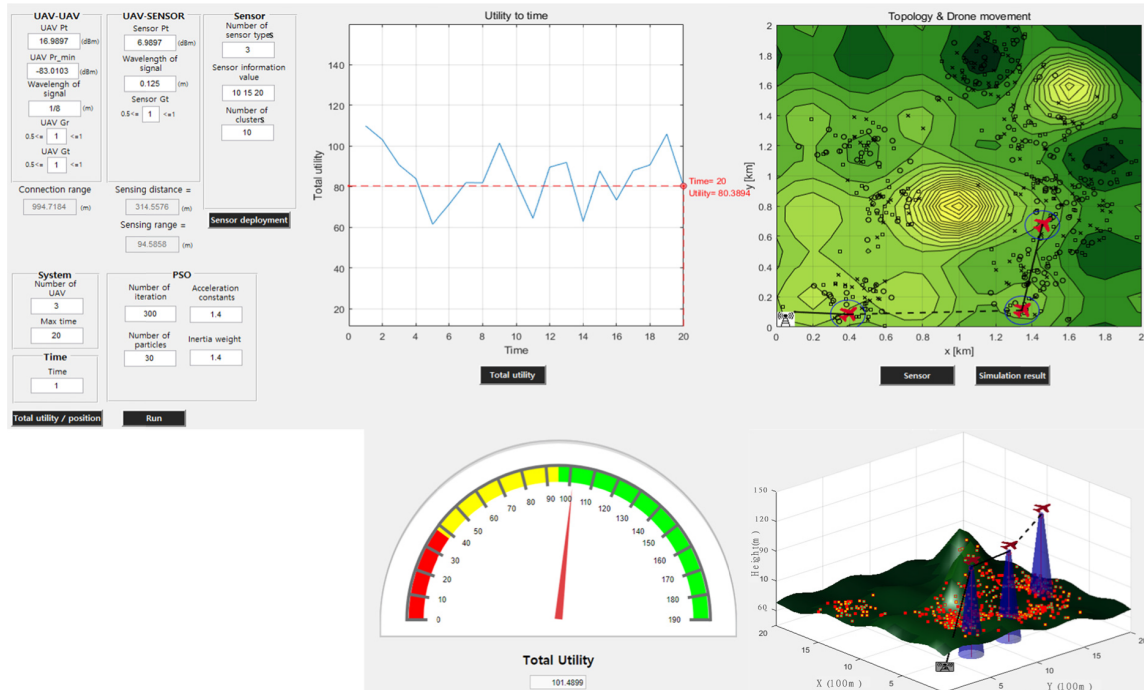 UAV-UAV
UAV Pt
16.9897 (dBm)
UAV Pr_min
-83.0103 (dBm)
Wavelengh of
signal
1/8 (m)
UAV Gr
0.5<= 1 <=1
UAV Gt
0.5<= 1 <=1
Connection range
994.7184 (m)
UAV-SENSOR
Sensor Pt
6.9897 (dBm)
Wavelength of
signal
0.125 (m)
Sensor Gt
0.5<= 1 <=1
Sensing distance =
314.5576 (m)
Sensing range =
94.5858 (m)
Sensor
Number of
sensor types
3
Sensor information
value
10 15 20
Number of
clusters
10
Sensor deployment
System
Number of
UAV
3
Max time
20
Time
Time
1
Total utility / position
PSO
Number of
iteration
300
Acceleration
constants
1.4
Number of
particles
30
Inertia weight
1.4
Run
Utility to time
Total utility
140
120
100
80
60
40
20
Time= 20
Utility= 80.3894
0 2 4 6 8 10 12 14 16 18 20
Time
Total utility
Topology & Drone movement
y [km]
2
1.8
1.6
1.4
1.2
1
0.8
0.6
0.4
0.2
0
0 0.2 0.4 0.6 0.8 1 1.2 1.4 1.6 1.8 2
x [km]
Sensor
Simulation result
0 10 20 30 40 50 60 70 80 90 100 110 120 130 140 150 160 170 180 190
Total Utility
101.4899
Height(m)
150
120
90
10
60
20
15
10
5
X (100m)
5
10
15
20
Y (100m)